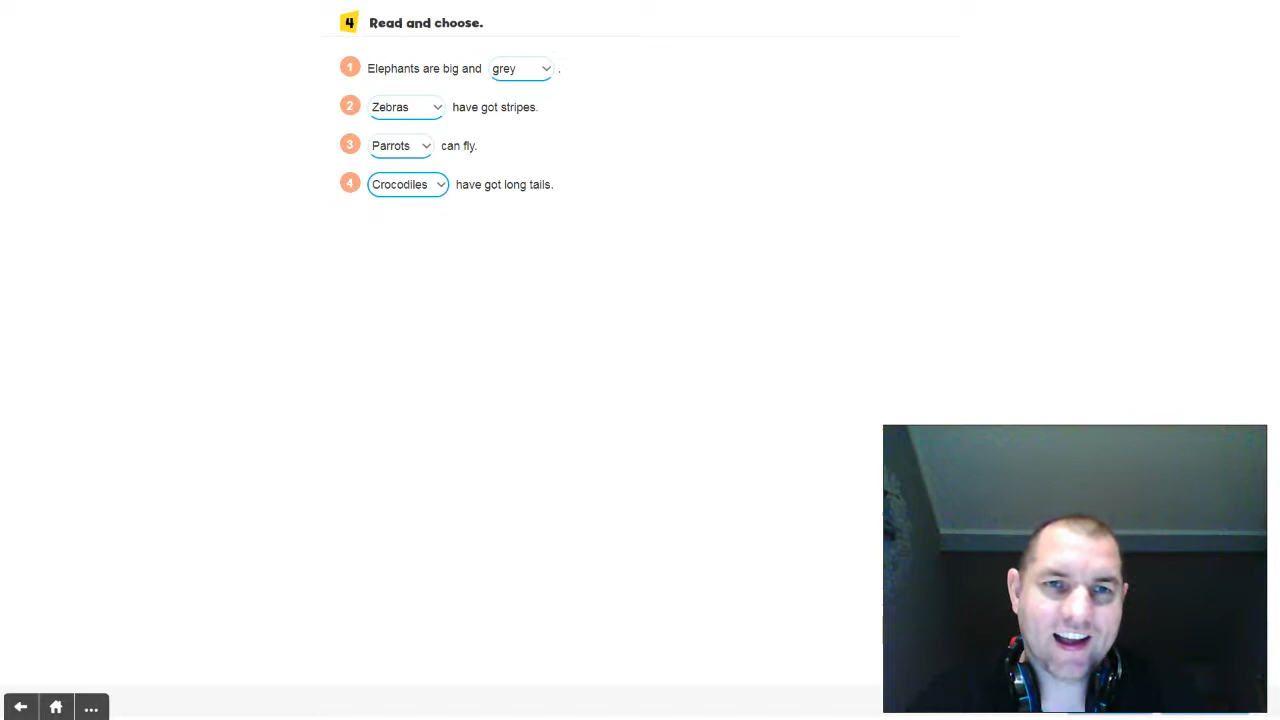 4 Read and choose.
1 Elephants are big and grey .
2 Zebras have got stripes.
3 Parrots can fly.
4 Crocodiles have got long tails.
...